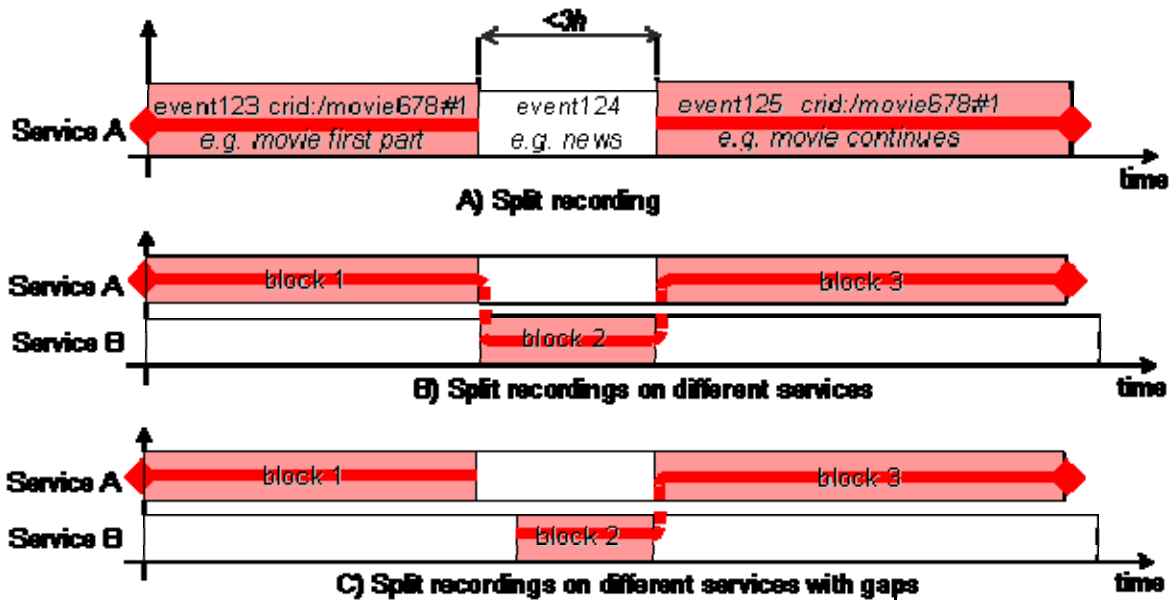 <3h
event123 crid:/movie678#1
event124
event125 crid:/movie678#1
Service A
e.g. movie first part
e.g. news
e.g. movie continues
time
A) Split recording
Service A
block 1
block 3
Service B
block 2
time
B) Split recordings on different services
Service A
block 1
block 3
Service B
block 2
time
C) Split recordings on different services with gaps